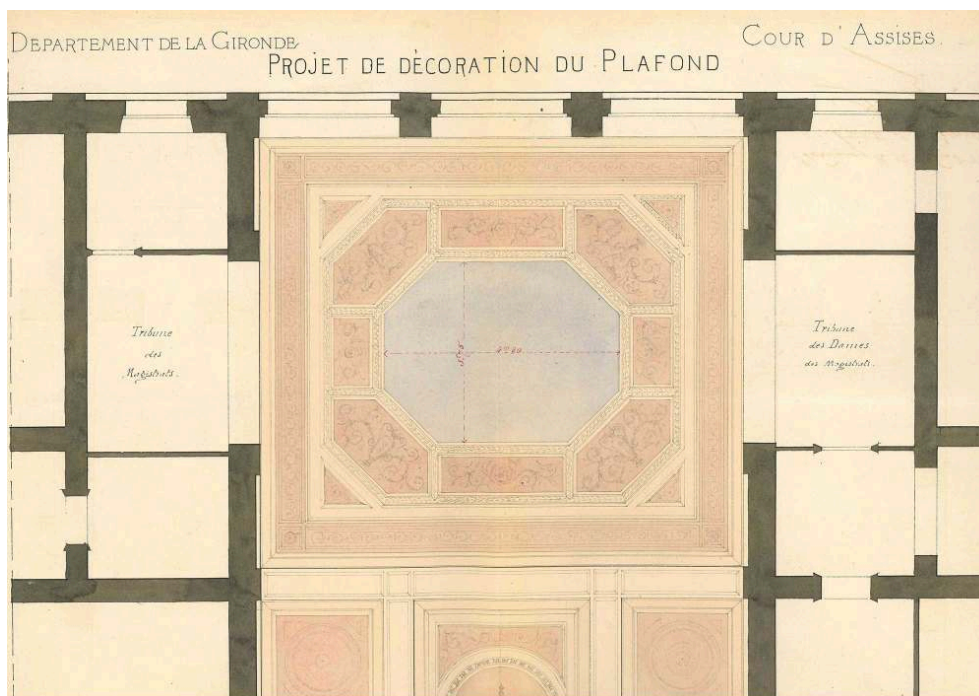 DEPARTEMENT DE LA GIRONDE
COUR D'ASSISES.
PROJET DE DÉCORATION DU PLAFOND
Tribune
des
Magistrats.
Tribune
des Dames
des Magistrats.